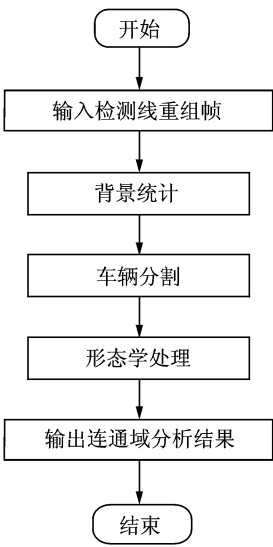 开始
输入检测线重组帧
背景统计
车辆分割
形态学处理
输出连通域分析结果
结束